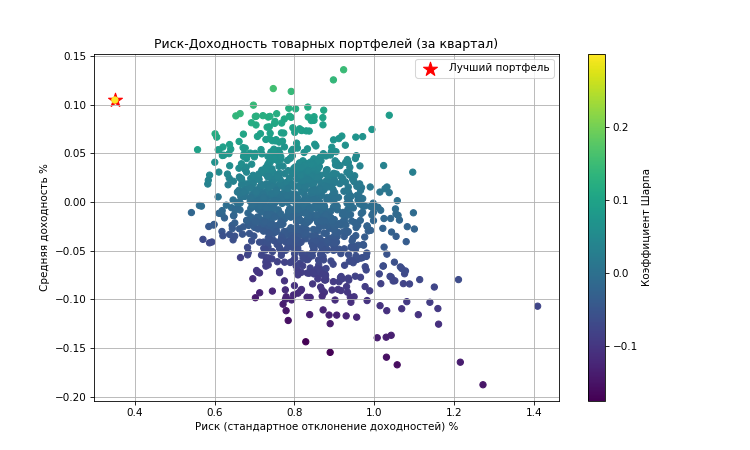 Риск-Доходность товарных портфелей (за квартал)
Лучший портфель
Средняя доходность %
0.15
0.10
0.05
0.00
−0.05
−0.10
−0.15
−0.20
0.4 0.6 0.8 1.0 1.2 1.4
Риск (стандартное отклонение доходностей) %
0.2
0.1
0.0
−0.1
Коэффициент Шарпа